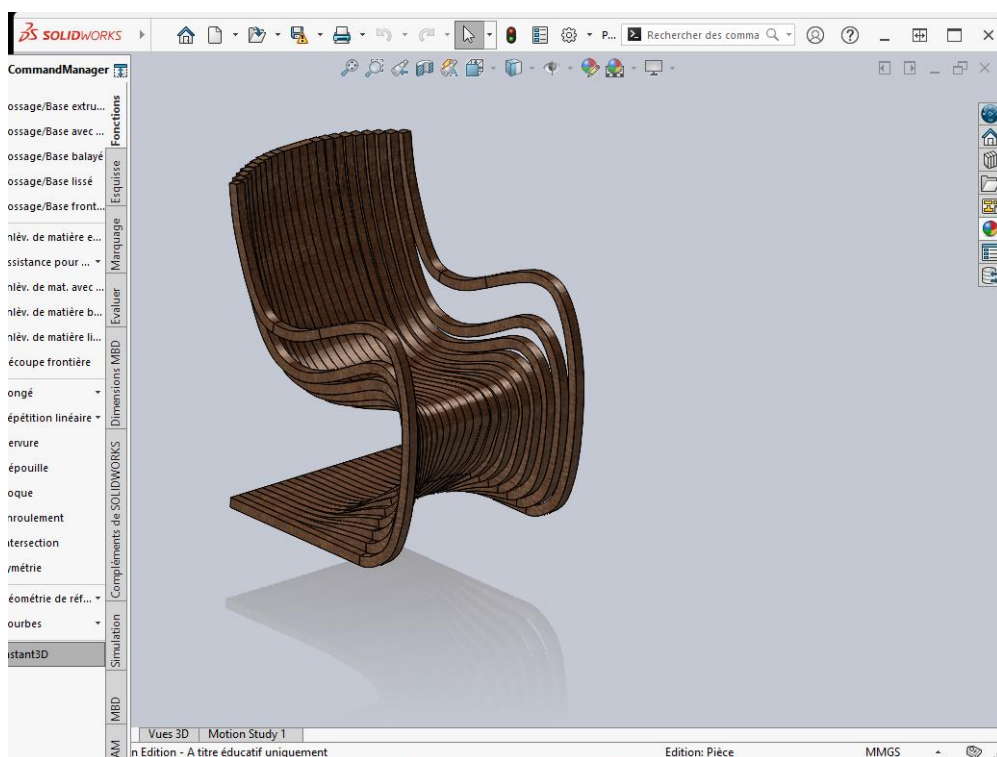 SOLIDWORKS
P...
Rechercher des comma
CommandManager
ossage/Base extru...
ossage/Base avec ...
ossage/Base balayé
ossage/Base lissé
ossage/Base front...
nlèv. de matière e...
ssistance pour ...
nlèv. de mat. avec ...
nlèv. de matière b...
nlèv. de matière li...
écoupe frontière
ongé
épétition linéaire
ervure
épouille
oque
nroulement
ntersection
ymétrie
éométrie de réf...
ourbes
nstant3D
Fonctions
Esquisse
Marquage
Evaluer
Dimensions MBD
Compléments de SOLIDWORKS
Simulation
MBD
AM
Vues 3D
Motion Study 1
n Edition - A titre éducatif uniquement
Edition: Pièce
MMGS